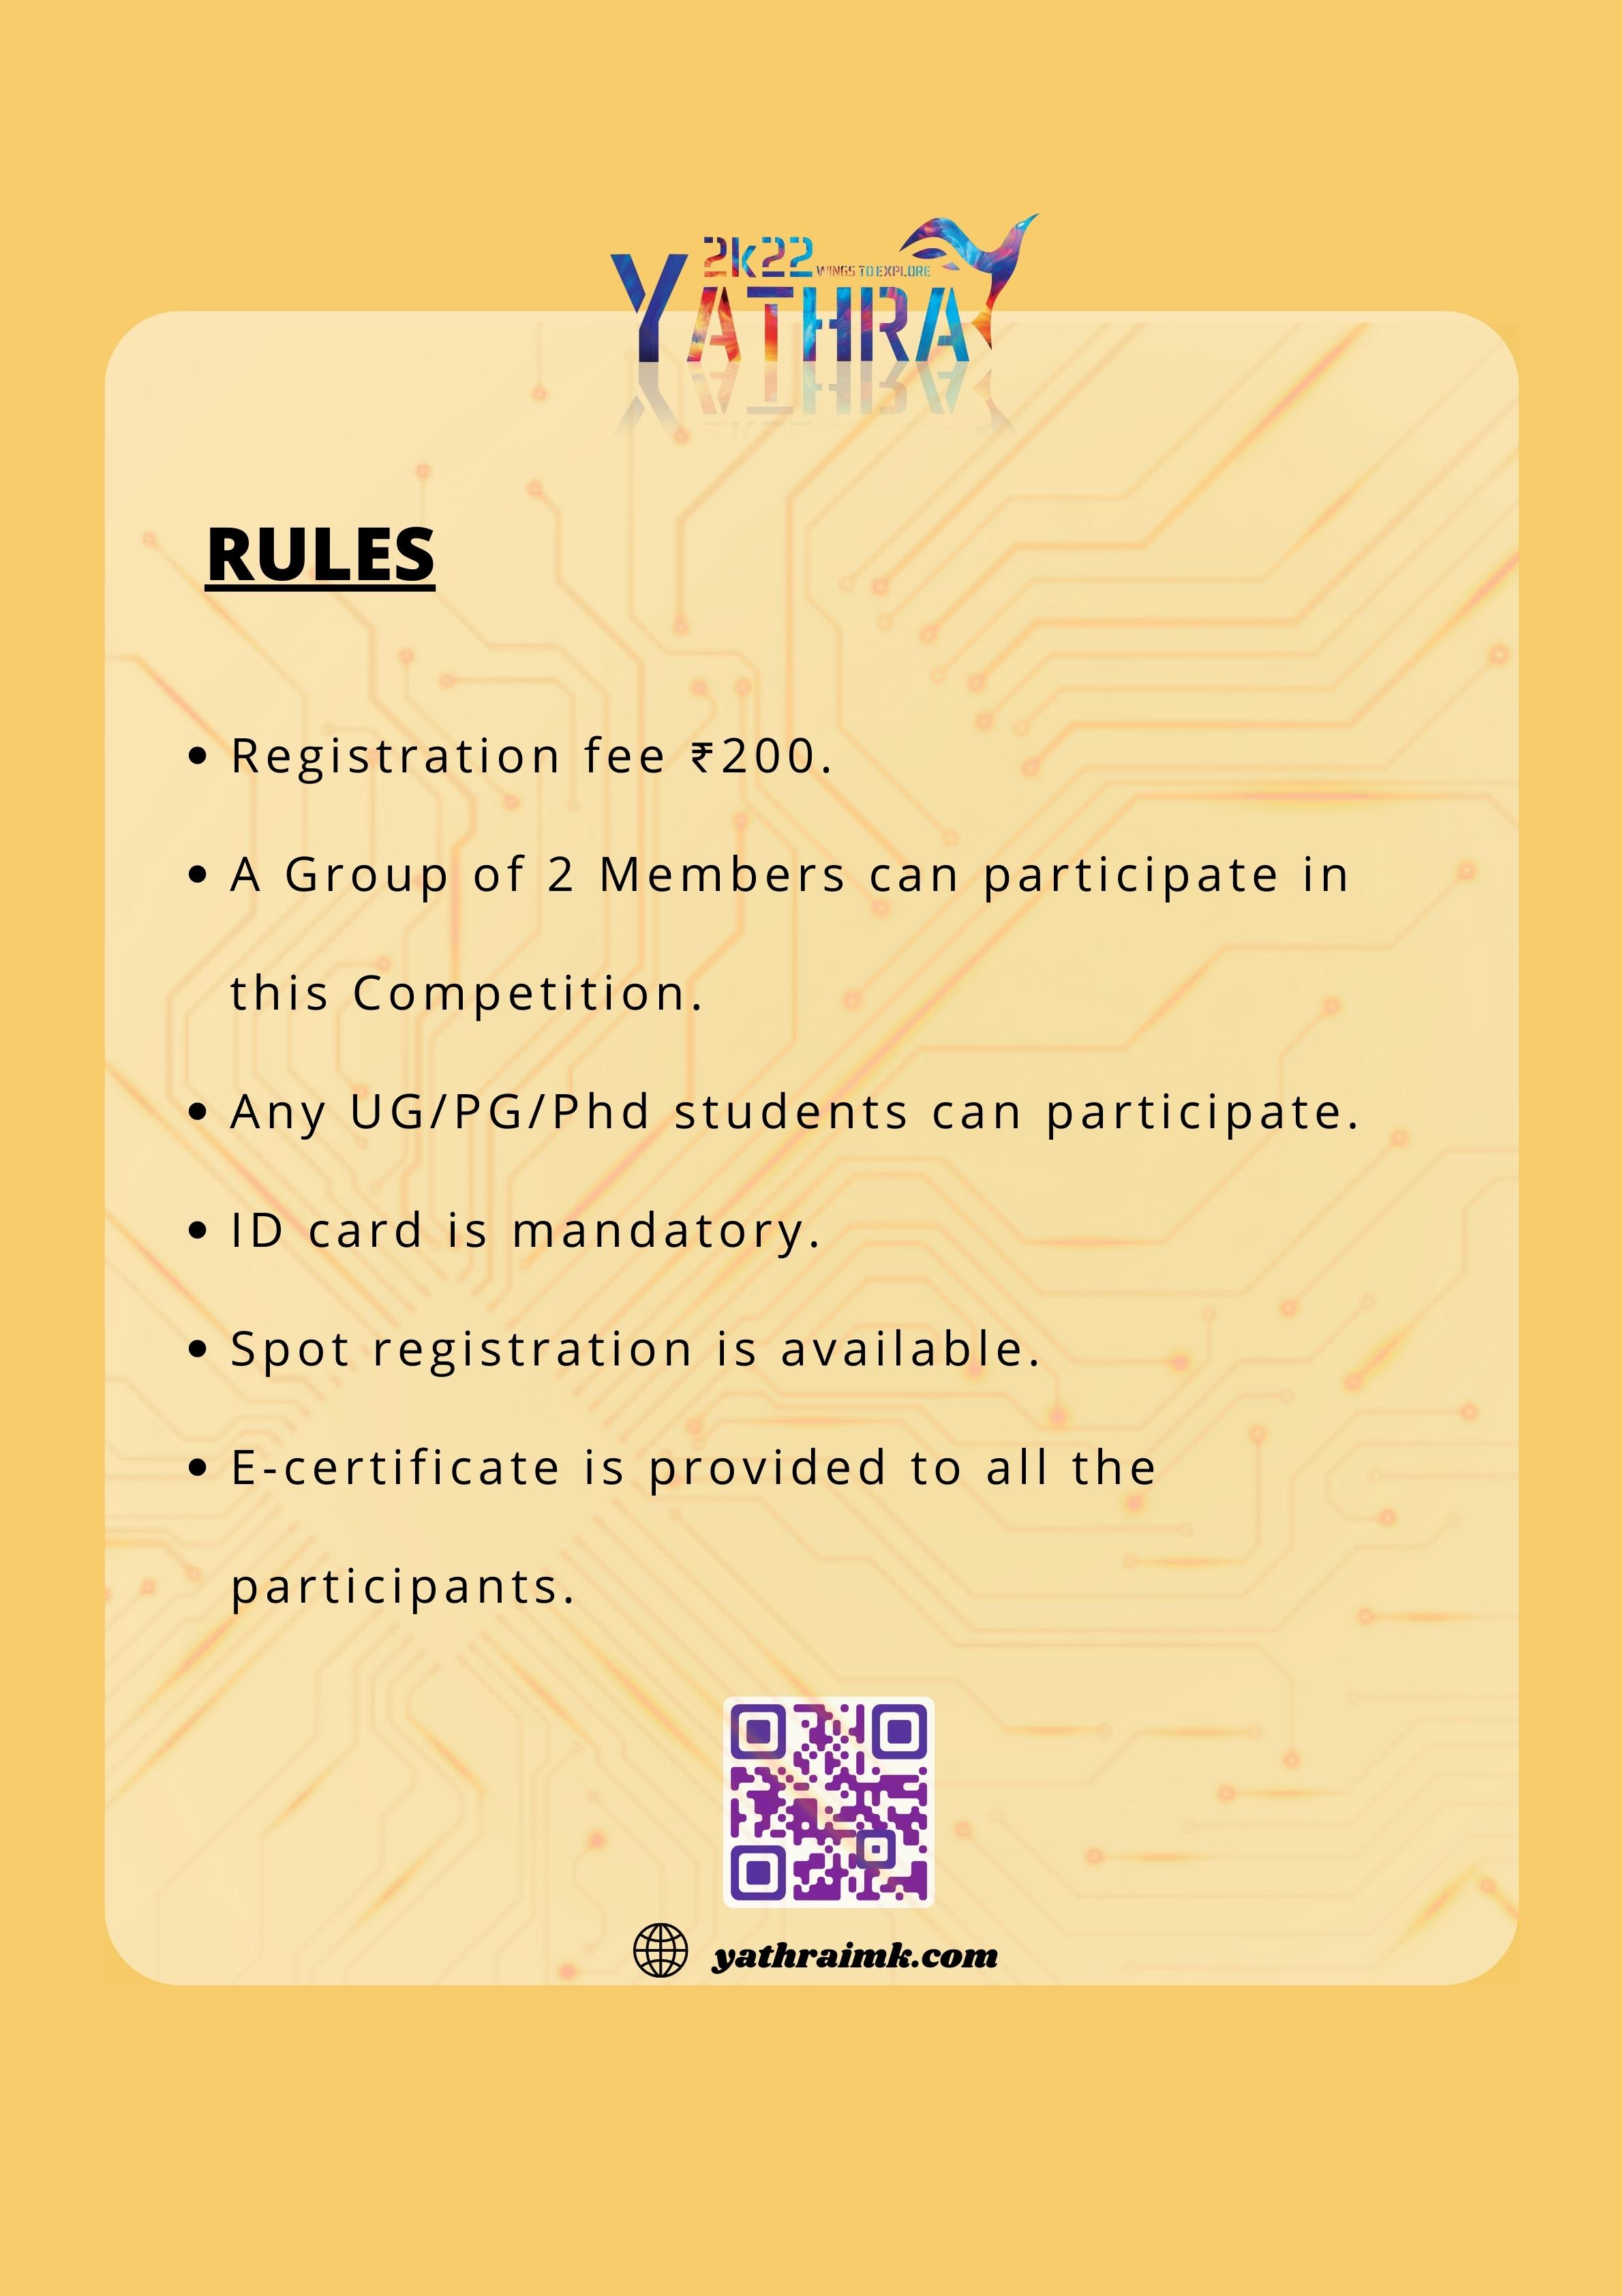 2k22 WINGS TO EXPLORE
YATHRA
RULES
• Registration fee ₹200.
• A Group of 2 Members can participate in
this Competition.
• Any UG/PG/Phd students can participate.
• ID card is mandatory.
• Spot registration is available.
• E-certificate is provided to all the
participants.
yathraimk.com